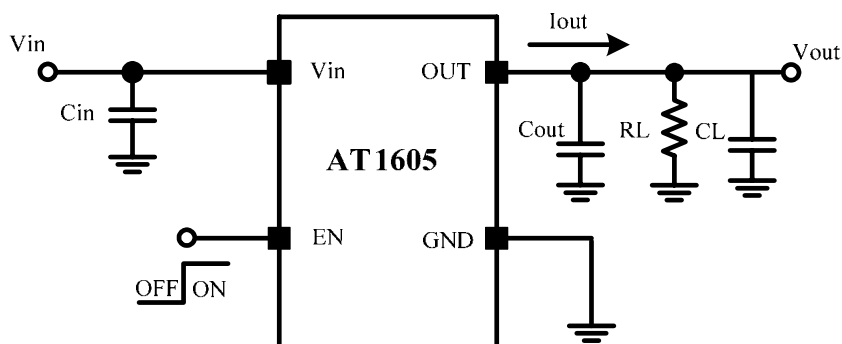 Iout
Vin
Vout
Vin
OUT
Cin
Cout
RL
CL
AT1605
EN
GND
OFF
ON